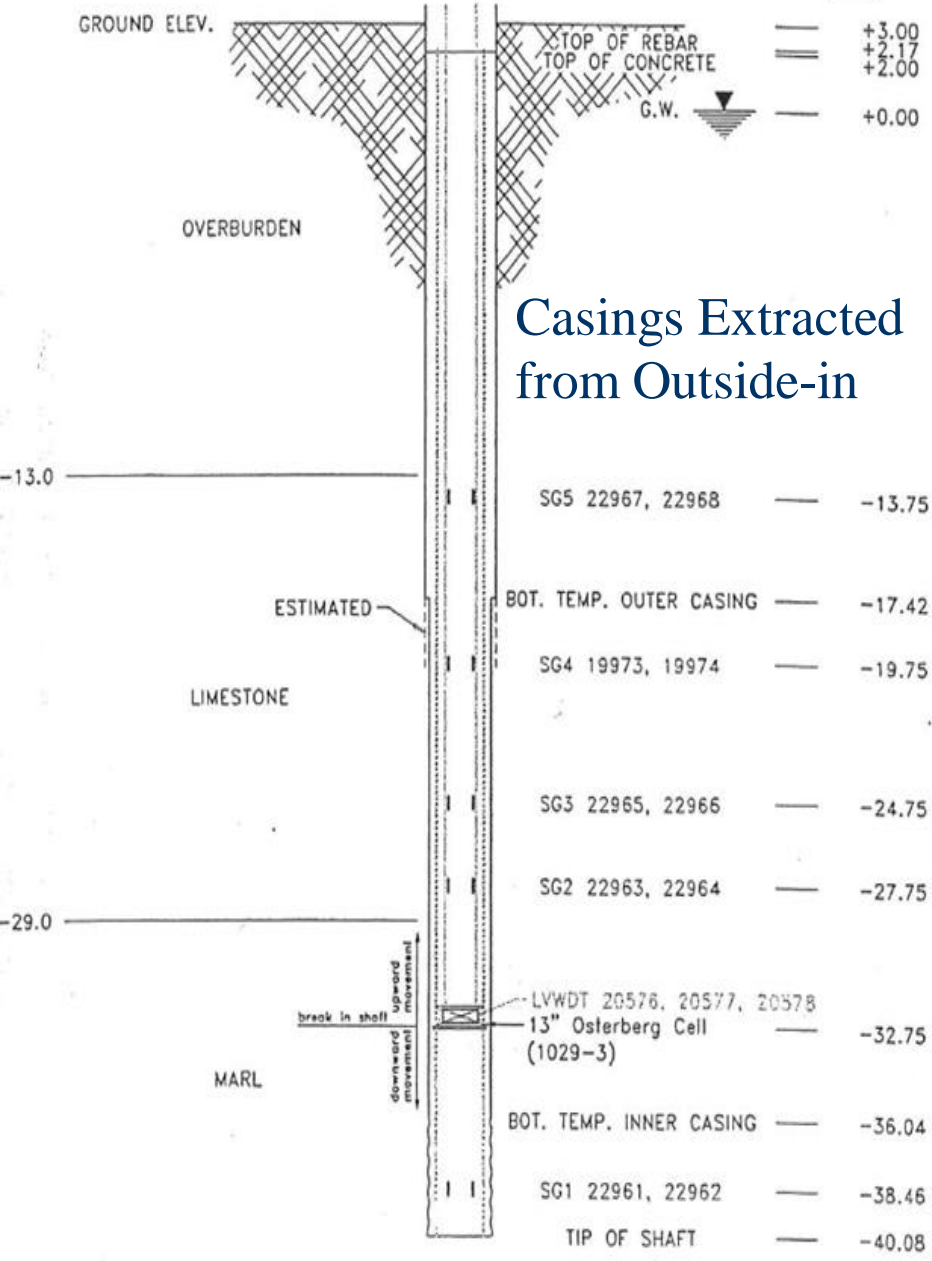 GROUND ELEV.
+3.00
TOP OF REBAR
+2.17
TOP OF CONCRETE
+2.00
G.W.
+0.00
OVERBURDEN
Casings Extracted
from Outside-in
-13.0
SG5 22967, 22968
-13.75
BOT. TEMP. OUTER CASING
-17.42
ESTIMATED
SG4 19973, 19974
-19.75
LIMESTONE
SG3 22965, 22966
-24.75
SG2 22963, 22964
-27.75
-29.0
upward
movement
LVWDT 20576, 20577, 20578
break in shaft
13" Osterberg Cell
-32.75
(1029-3)
downward
movement
MARL
BOT. TEMP. INNER CASING
-36.04
SG1 22961, 22962
-38.46
TIP OF SHAFT
-40.08